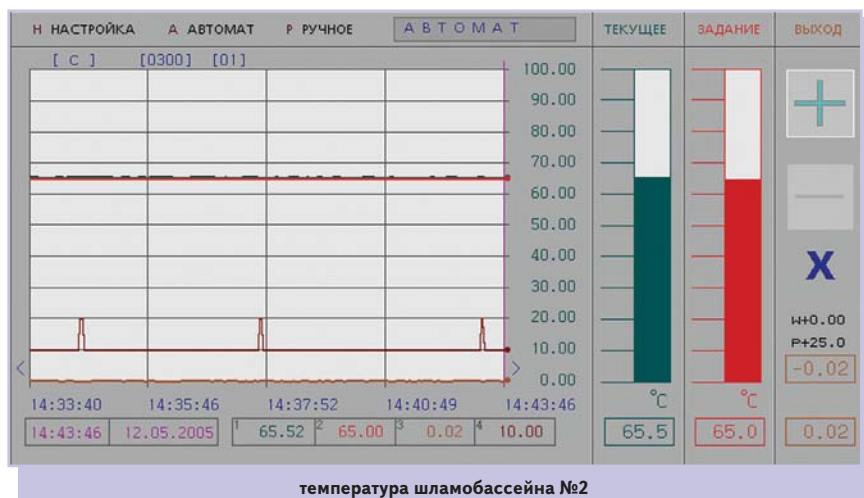 Н НАСТРОЙКА А АВТОМАТ Р РУЧНОЕ АВТОМАТ ТЕКУЩЕЕ ЗАДАНИЕ ВЫХОД
[ C ] [0300] [01]
100.00
90.00
80.00
70.00
60.00
50.00
40.00
30.00
20.00
10.00
0.00
X
W+0.00
P+25.0
-0.02
14:33:40 14:35:46 14:37:52 14:40:49 14:43:46 °C °C
14:43:46 12.05.2005 1 65.52 2 65.00 3 0.02 4 10.00 65.5 65.0 0.02
температура шламобассейна №2